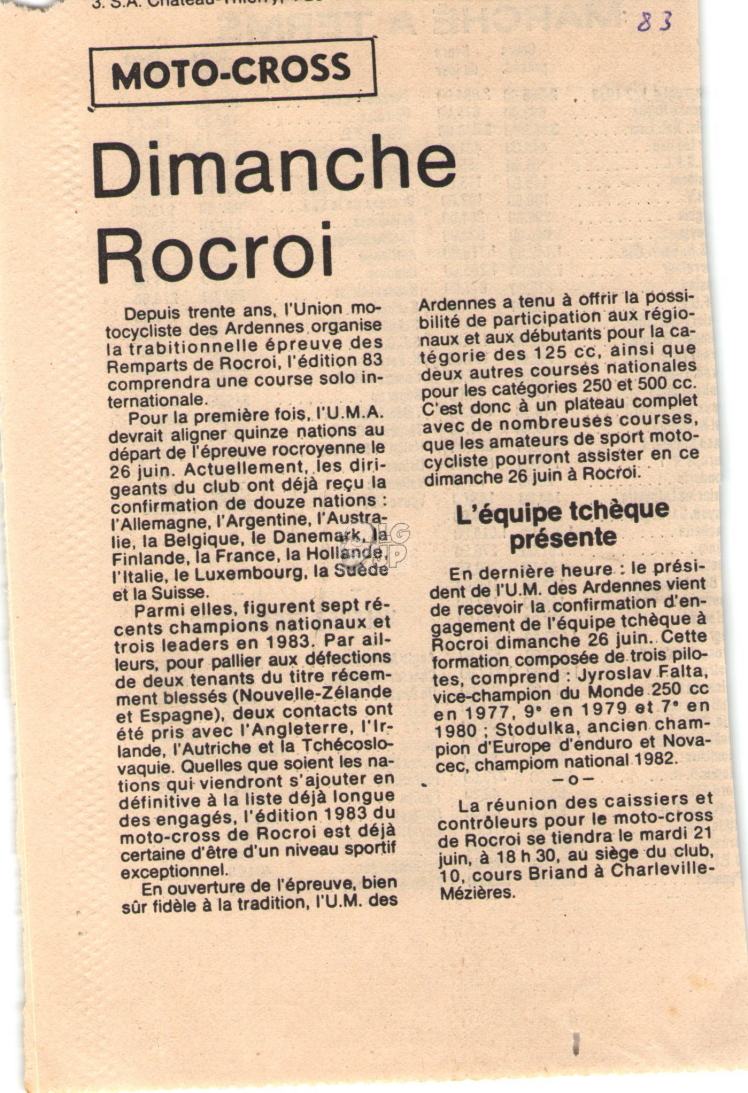 3. S.A. Château-Thierry,
83
MOTO-CROSS
Dimanche
Rocroi
Depuis trente ans, l'Union mo-
tocycliste des Ardennes organise
la trabitionnelle épreuve des
Remparts de Rocroi, l'édition 83
comprendra une course solo in-
ternationale.
Pour la première fois, l'U.M.A.
devrait aligner quinze nations au
départ de l'épreuve rocroyenne le
26 juin. Actuellement, les diri-
geants du club ont déjà reçu la
confirmation de douze nations :
l'Allemagne, l'Argentine, l'Austra-
lie, la Belgique, le Danemark, la
Finlande, la France, la Hollande,
l'Italie, le Luxembourg, la Suède
et la Suisse.
Parmi elles, figurent sept ré-
cents champions nationaux et
trois leaders en 1983. Par ail-
leurs, pour pallier aux défections
de deux tenants du titre récem-
ment blessés (Nouvelle-Zélande
et Espagne), deux contacts ont
été pris avec l'Angleterre, l'Ir-
lande, l'Autriche et la Tchécoslo-
vaquie. Quelles que soient les na-
tions qui viendront s'ajouter en
définitive à la liste déjà longue
des engagés, l'édition 1983 du
moto-cross de Rocroi est déjà
certaine d'être d'un niveau sportif
exceptionnel.
En ouverture de l'épreuve, bien
sûr fidèle à la tradition, l'U.M. des
Ardennes a tenu à offrir la possi-
bilité de participation aux régio-
naux et aux débutants pour la ca-
tégorie des 125 cc, ainsi que
deux autres courses nationales
pour les catégories 250 et 500 cc.
C'est donc à un plateau complet
avec de nombreuses courses,
que les amateurs de sport moto-
cycliste pourront assister en ce
dimanche 26 juin à Rocroi.
L'équipe tchèque
présente
En dernière heure : le prési-
dent de l'U.M. des Ardennes vient
de recevoir la confirmation d'en-
gagement de l'équipe tchèque à
Rocroi dimanche 26 juin. Cette
formation composée de trois pilo-
tes, comprend : Jyroslav Falta,
vice-champion du Monde 250 cc
en 1977, 9e en 1979 et 7e en
1980 ; Stodulka, ancien cham-
pion d'Europe d'enduro et Nova-
cec, champiom national 1982.
—o—
La réunion des caissiers et
contrôleurs pour le moto-cross
de Rocroi se tiendra le mardi 21
juin, à 18 h 30, au siège du club,
10, cours Briand à Charleville-
Mézières.